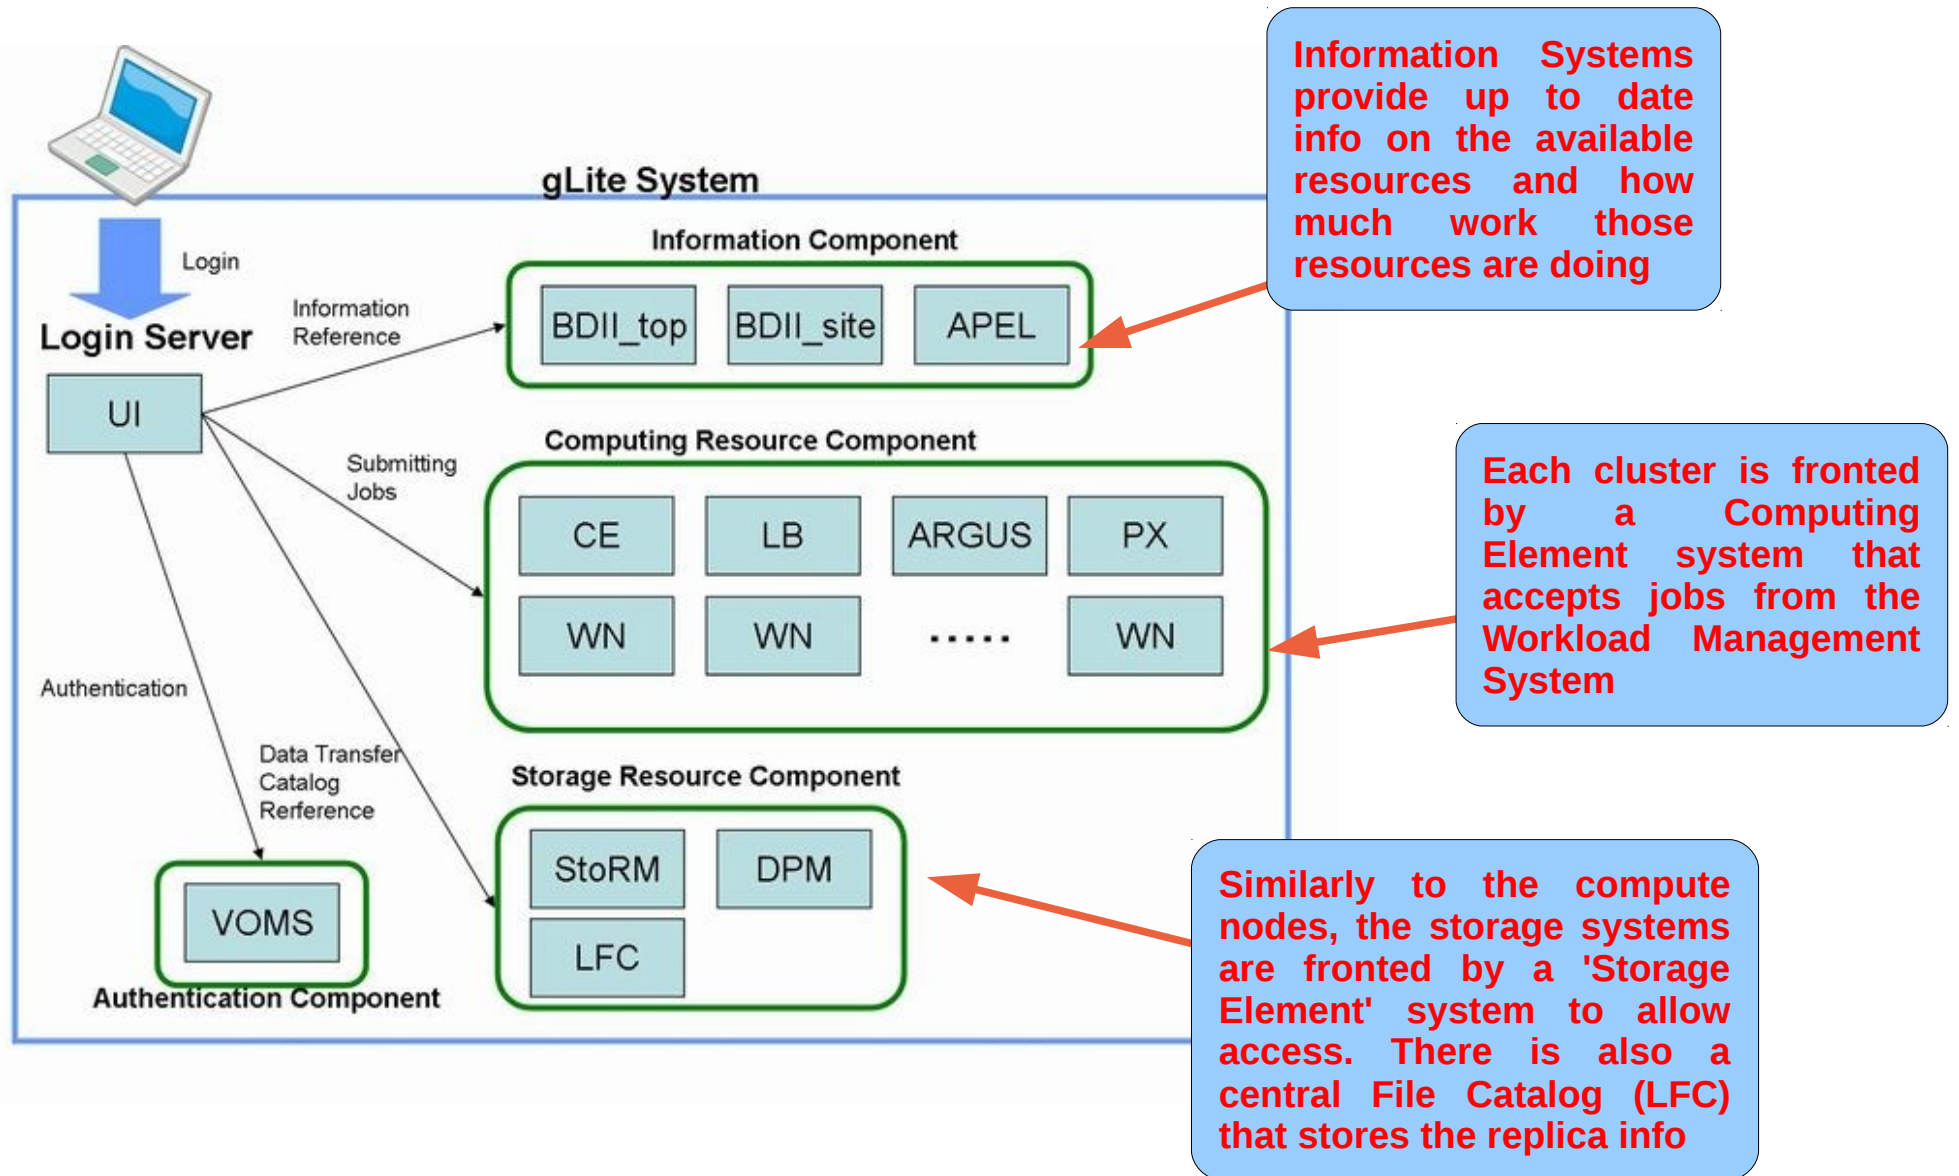 gLite System
Login
Login Server
UI
Information
Reference
Information Component
BDII_top
BDII_site
APEL
Submitting
Jobs
Computing Resource Component
CE
LB
ARGUS
PX
WN
WN
.....
WN
Authentication
Data Transfer
Catalog
Rerference
VOMS
Authentication Component
Storage Resource Component
StoRM
DPM
LFC
Information Systems
provide up to date
info on the available
resources and how
much work those
resources are doing
Each cluster is fronted
by a Computing
Element system that
accepts jobs from the
Workload Management
System
Similarly to the compute
nodes, the storage systems
are fronted by a 'Storage
Element' system to allow
access. There is also a
central File Catalog (LFC)
that stores the replica info